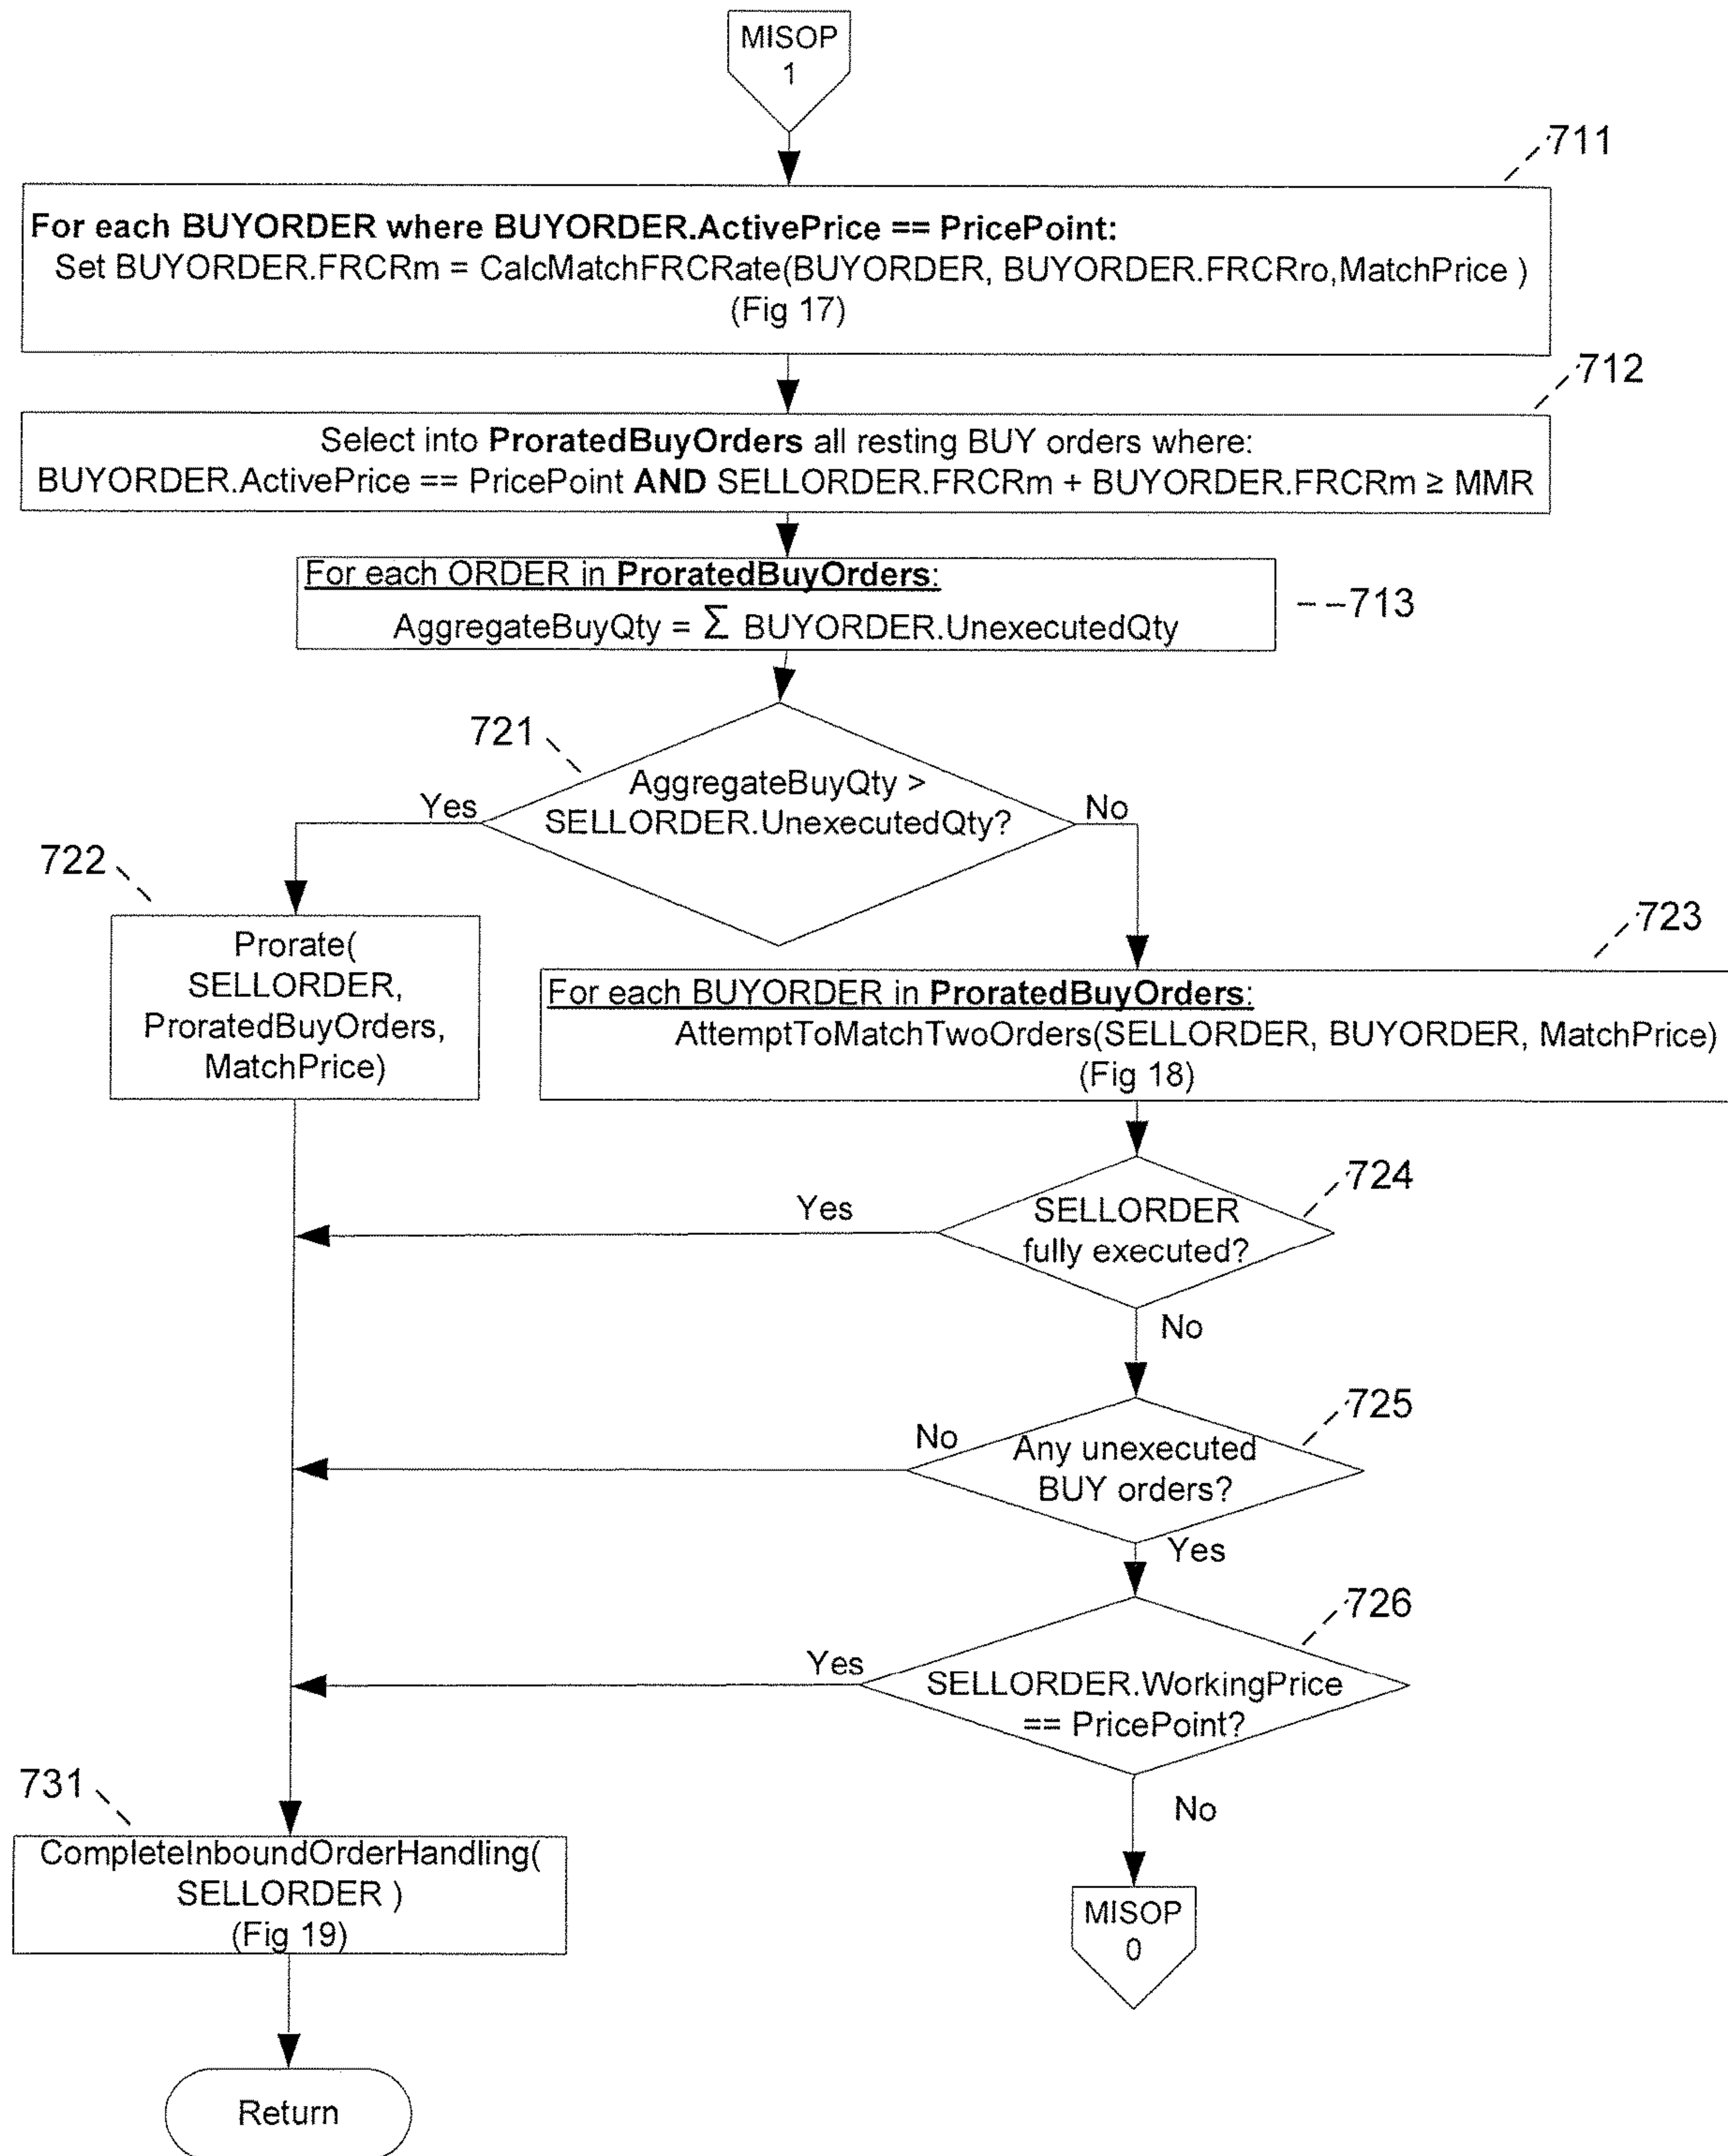 MISOP
1
711
For each BUYORDER where BUYORDER.ActivePrice == PricePoint:
Set BUYORDER.FRCRm = CalcMatchFRCRate(BUYORDER, BUYORDER.FRCRro,MatchPrice )
(Fig 17)
712
Select into ProratedBuyOrders all resting BUY orders where:
BUYORDER.ActivePrice == PricePoint AND SELLORDER.FRCRm + BUYORDER.FRCRm ≥ MMR
For each ORDER in ProratedBuyOrders:
AggregateBuyQty = Σ BUYORDER.UnexecutedQty
713
721
AggregateBuyQty >
SELLORDER.UnexecutedQty?
Yes
No
722
Prorate(
SELLORDER,
ProratedBuyOrders,
MatchPrice)
723
For each BUYORDER in ProratedBuyOrders:
AttemptToMatchTwoOrders(SELLORDER, BUYORDER, MatchPrice)
(Fig 18)
724
SELLORDER
fully executed?
Yes
No
725
Any unexecuted
BUY orders?
No
Yes
726
SELLORDER.WorkingPrice
== PricePoint?
Yes
No
731
CompleteInboundOrderHandling(
SELLORDER )
(Fig 19)
MISOP
0
Return